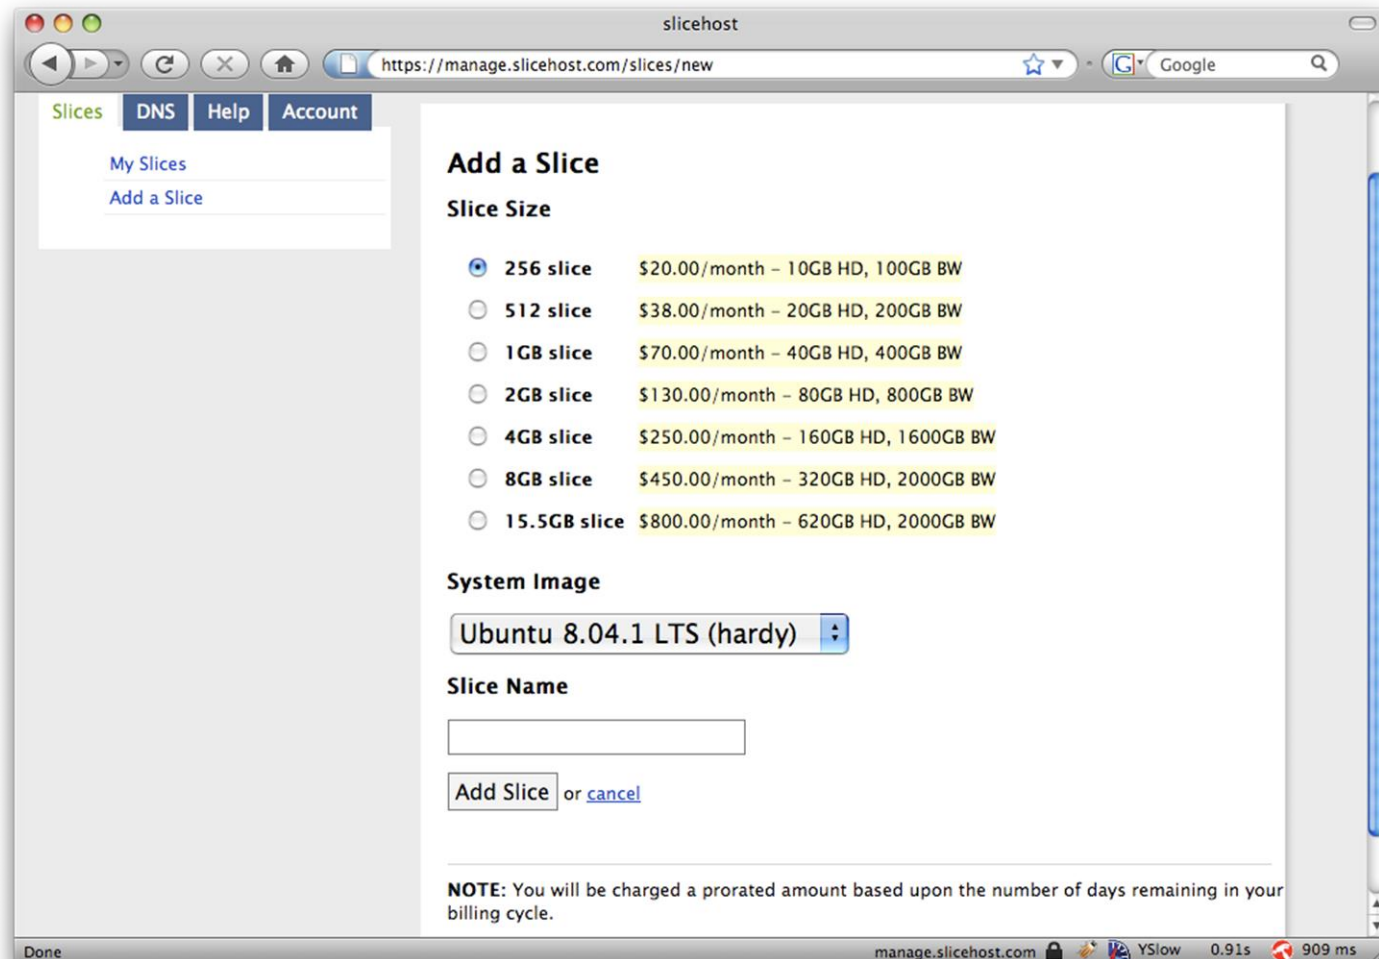 slicehost
https://manage.slicehost.com/slices/new
Google
Slices DNS Help Account
My Slices
Add a Slice
Add a Slice
Slice Size
256 slice $20.00/month – 10GB HD, 100GB BW
512 slice $38.00/month – 20GB HD, 200GB BW
1GB slice $70.00/month – 40GB HD, 400GB BW
2GB slice $130.00/month – 80GB HD, 800GB BW
4GB slice $250.00/month – 160GB HD, 1600GB BW
8GB slice $450.00/month – 320GB HD, 2000GB BW
15.5GB slice $800.00/month – 620GB HD, 2000GB BW
System Image
Ubuntu 8.04.1 LTS (hardy)
Slice Name
Add Slice or cancel
NOTE: You will be charged a prorated amount based upon the number of days remaining in your
billing cycle.
Done manage.slicehost.com YSlow 0.91s 909 ms